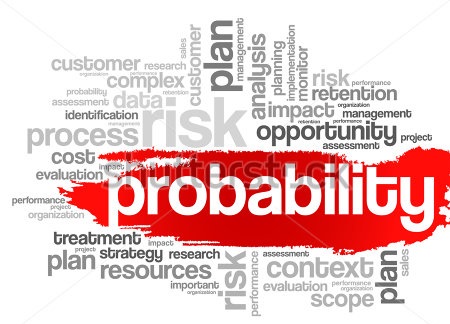 customer
research
sales
customer
plan
management
analysis
planning
monitor
implementation
risk
performance
organization
performance
complex
probability
retention
assessment
data
risk
impact
organization
management
identification
retention
performance
process
impact
opportunity
project
assessment
cost
evaluation
probability
performance
project
organization
treatment
impact
plan
strategy
research
resources
important
risk
performance
assessment
context
evaluation
scope
plan
sales